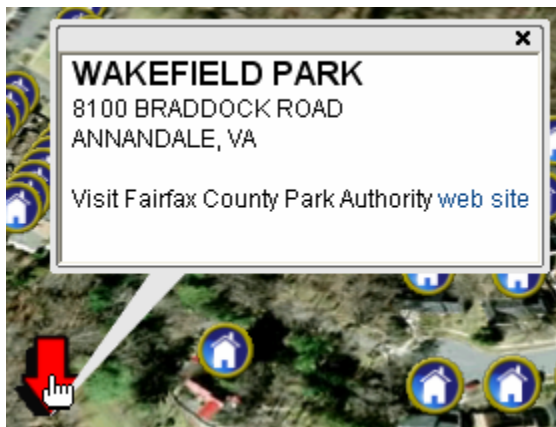 WAKEFIELD PARK
8100 BRADDOCK ROAD
ANNANDALE, VA
Visit Fairfax County Park Authority web site